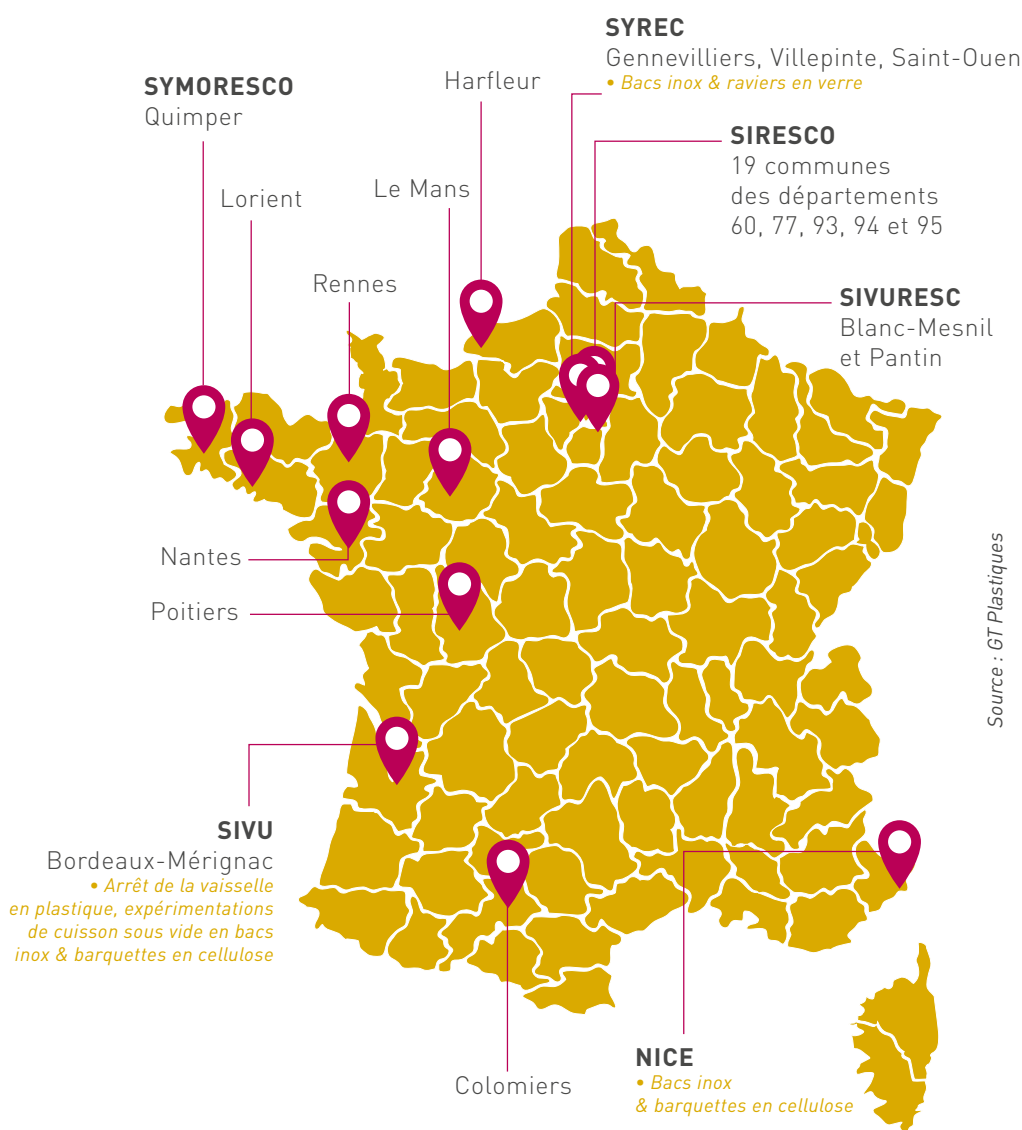 SYREC
Gennevilliers, Villepinte, Saint-Ouen
• Bacs inox & raviers en verre
SYMORESCO
Quimper
Harfleur
SIRESCO
19 communes
des départements
60, 77, 93, 94 et 95
Lorient
Le Mans
Rennes
SIVURESC
Blanc-Mesnil
et Pantin
Nantes
Poitiers
Source : GT Plastiques
SIVU
Bordeaux-Mérignac
• Arrêt de la vaisselle
en plastique, expérimentations
de cuisson sous vide en bacs
inox & barquettes en cellulose
Colomiers
NICE
• Bacs inox
& barquettes en cellulose